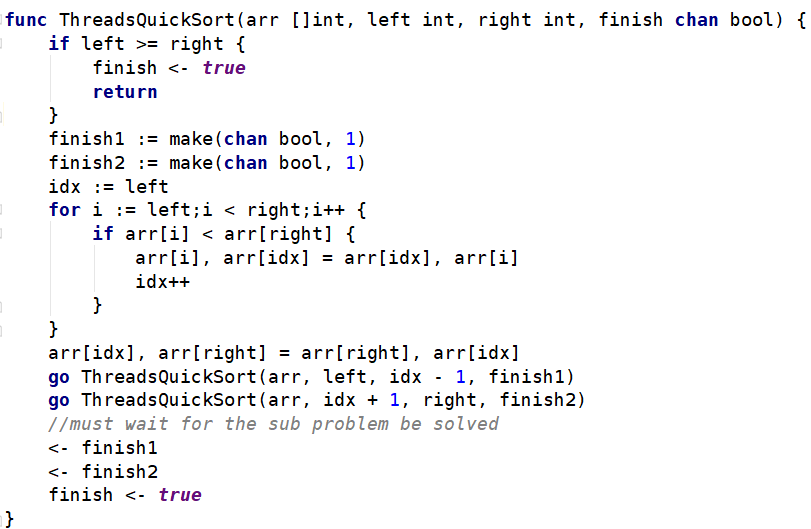 func ThreadsQuickSort(arr []int, left int, right int, finish chan bool) {
    if left >= right {
        finish <- true
        return
    }
    finish1 := make(chan bool, 1)
    finish2 := make(chan bool, 1)
    idx := left
    for i := left;i < right;i++ {
        if arr[i] < arr[right] {
            arr[i], arr[idx] = arr[idx], arr[i]
            idx++
        }
    }
    arr[idx], arr[right] = arr[right], arr[idx]
    go ThreadsQuickSort(arr, left, idx - 1, finish1)
    go ThreadsQuickSort(arr, idx + 1, right, finish2)
    //must wait for the sub problem be solved
    <- finish1
    <- finish2
    finish <- true
}